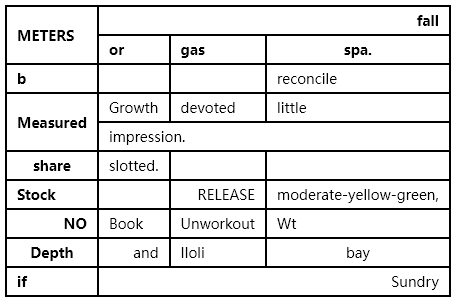 METERS fall
or gas spa.
b reconcile
Measured Growth devoted little
impression.
share slotted.
Stock RELEASE moderate-yellow-green,
NO Book Unworkout Wt
Depth and Iloli bay
if Sundry